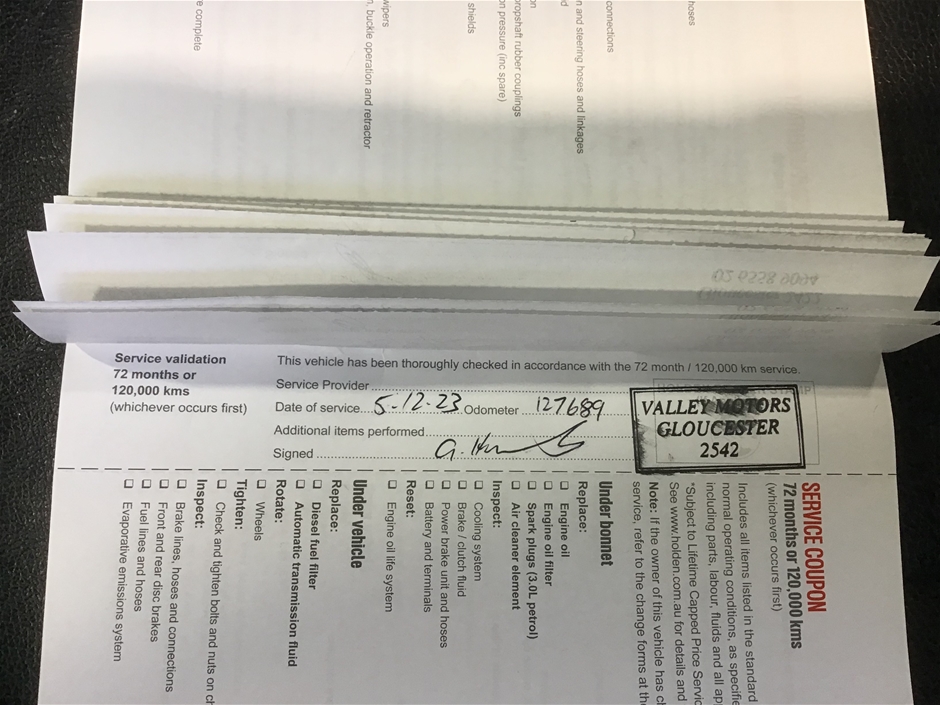 e complete
n, buckle operation and retractor
wipers
shields
on pressure (inc spare)
propshaft rubber couplings
on
n and steering hoses and linkages
connections
hoses
02 6558 9004
Service validation
72 months or
120,000 kms
(whichever occurs first)
This vehicle has been thoroughly checked in accordance with the 72 month / 120,000 km service.
Service Provider
Date of service 5-12-23 Odometer 127689
Additional items performed
Signed
VALLEY MOTORS
GLOUCESTER
2542
SERVICE COUPON
72 months or 120,000 kms
(whichever occurs first)
Includes all items listed in the standard
normal operating conditions, as specifie
including parts, labour, fluids and all ap
*Subject to Lifetime Capped Price Servic
See www.holden.com.au for details and
Note: If the owner of this vehicle has ch
service, refer to the change forms at the
Under bonnet
Replace:
Engine oil
Engine oil filter
Spark plugs (3.0L petrol)
Air cleaner element
Inspect:
Cooling system
Brake / clutch fluid
Power brake unit and hoses
Battery and terminals
Reset:
Engine oil life system
Under vehicle
Replace:
Diesel fuel filter
Automatic transmission fluid
Rotate:
Wheels
Tighten:
Check and tighten bolts and nuts on ch
Inspect:
Brake lines, hoses and connections
Front and rear disc brakes
Fuel lines and hoses
Evaporative emissions system